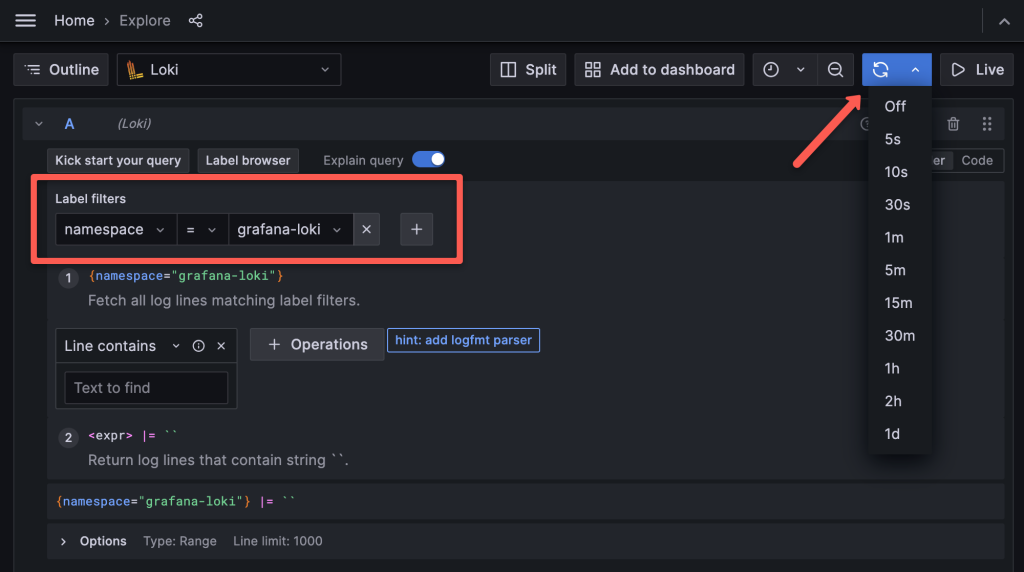 Home › Explore
Outline Loki Split Add to dashboard Live
A (Loki)
Off
5s
10s
30s
1m
5m
15m
30m
1h
2h
1d
Kick start your query Label browser Explain query Code
Label filters
namespace = grafana-loki
1 {namespace="grafana-loki"}
Fetch all log lines matching label filters.
Line contains + Operations hint: add logfmt parser
Text to find
2 <expr> |= ``
Return log lines that contain string ``.
{namespace="grafana-loki"} |= ``
Options Type: Range Line limit: 1000